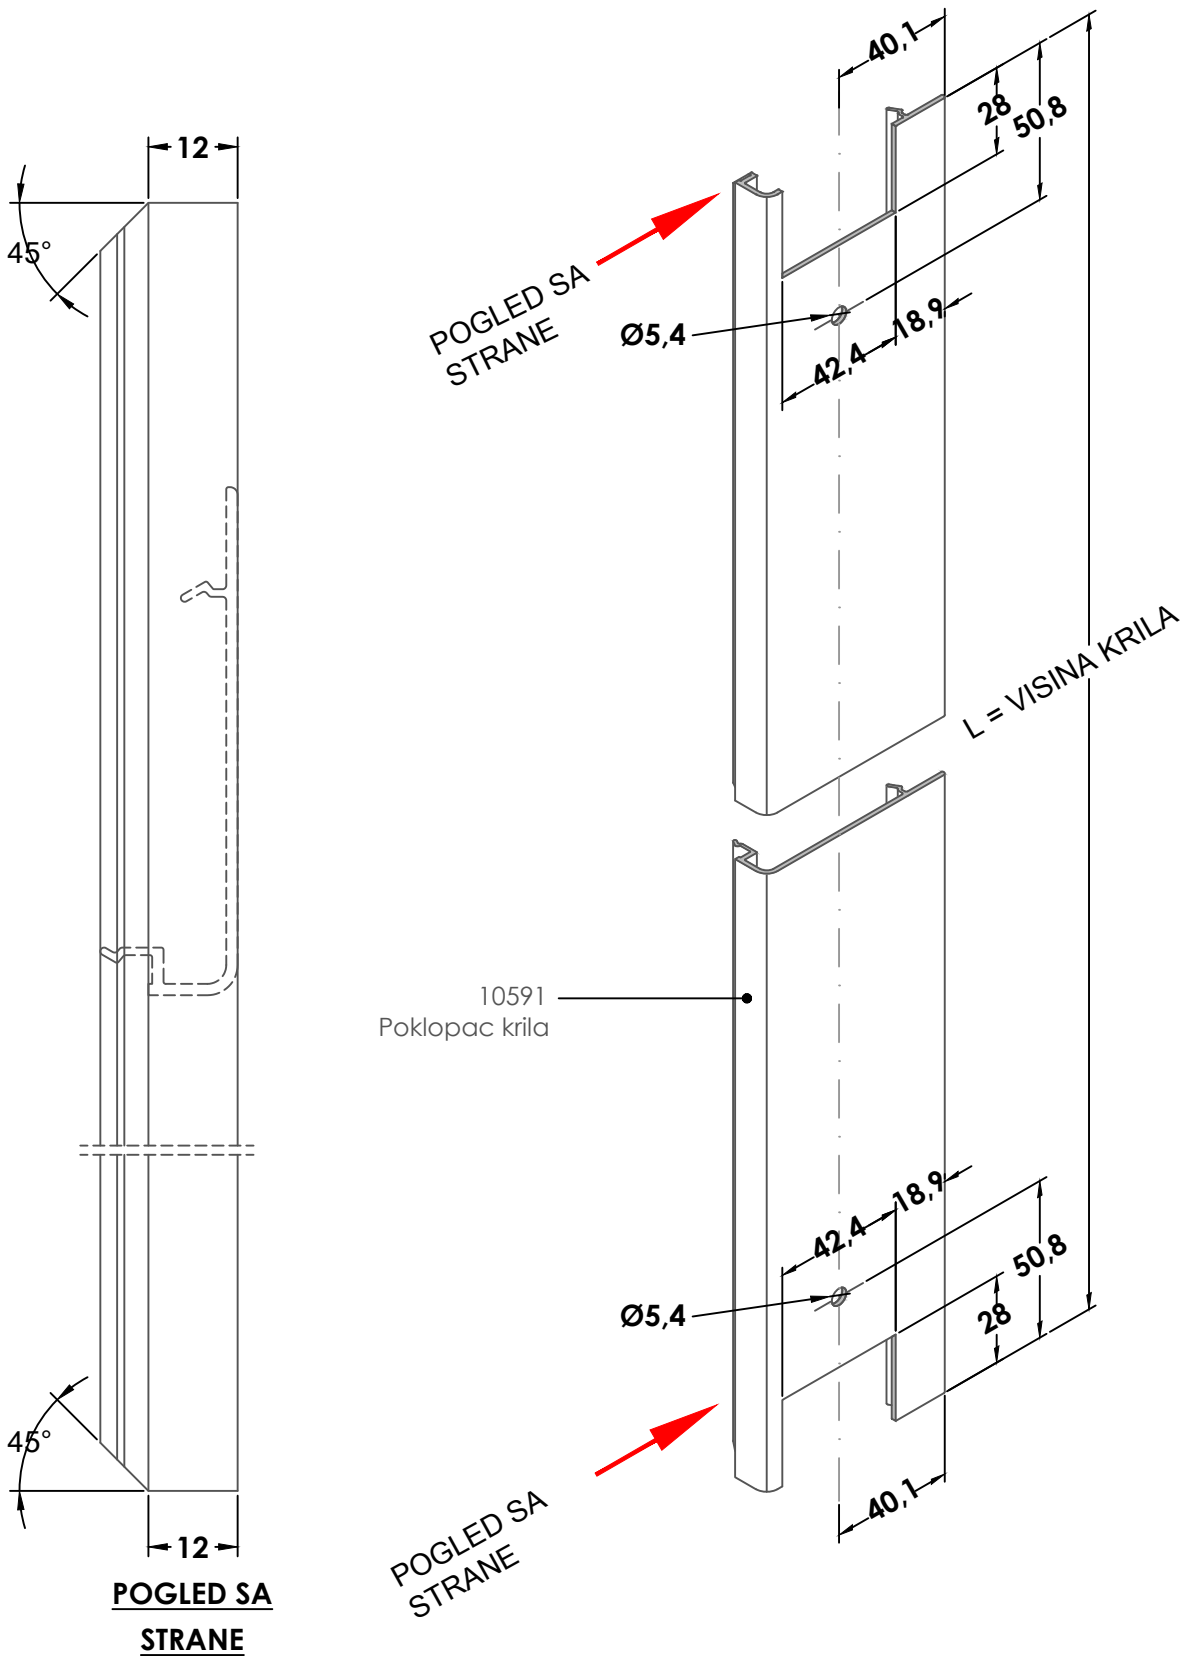 40,1
28
50,8
12
45°
POGLED SA
STRANE
Ø5,4
18,9
42,4
L = VISINA KRILA
10591
Poklopac krila
18,9
42,4
50,8
Ø5,4
28
45°
40,1
12
POGLED SA
STRANE
POGLED SA
STRANE